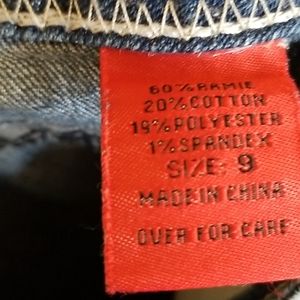 60% RAMIE
20% COTTON
19% POLYESTER
1% SPANDEX
SIZE: 9
MADE IN CHINA
OVER FOR CARE